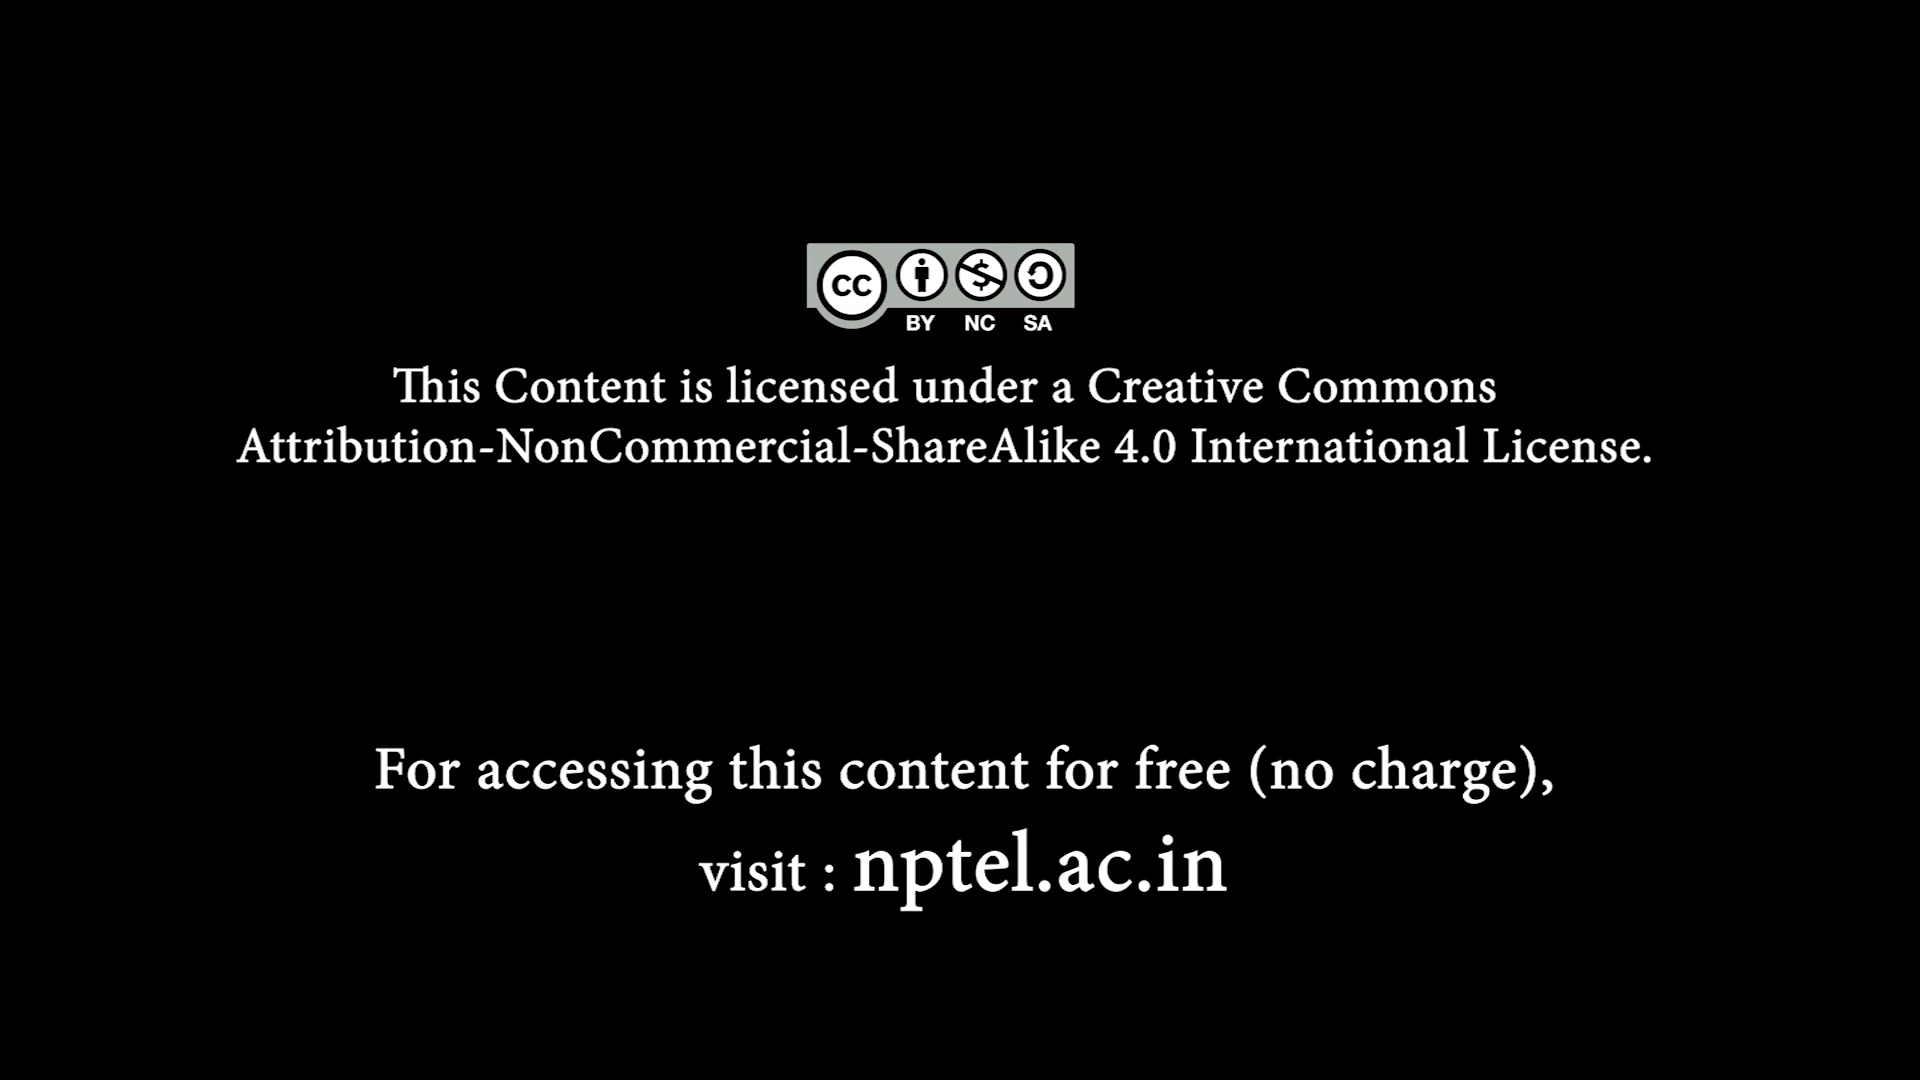 cc
BY NC SA
This Content is licensed under a Creative Commons
Attribution-NonCommercial-ShareAlike 4.0 International License.
For accessing this content for free (no charge),
visit : nptel.ac.in